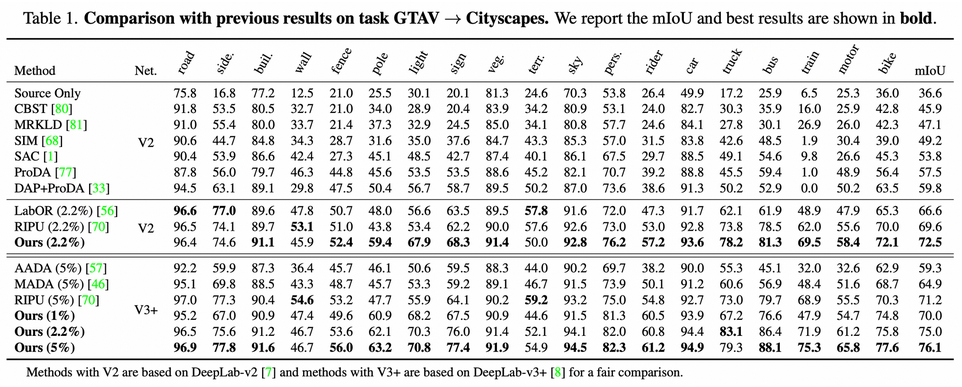 Table 1. Comparison with previous results on task GTAV → Cityscapes. We report the mIoU and best results are shown in bold.
Method Net. road side. buil. wall fence pole light sign veg. terr. sky pers. rider car truck bus train motor bike mIoU
Source Only 75.8 16.8 77.2 12.5 21.0 25.5 30.1 20.1 81.3 24.6 70.3 53.8 26.4 49.9 17.2 25.9 6.5 25.3 36.0 36.6
CBST [80] 91.8 53.5 80.5 32.7 21.0 34.0 28.9 20.4 83.9 34.2 80.9 53.1 24.0 82.7 30.3 35.9 16.0 25.9 42.8 45.9
MRKLD [81] 91.0 55.4 80.0 33.7 21.4 37.3 32.9 24.5 85.0 34.1 80.8 57.7 24.6 84.1 27.8 30.1 26.9 26.0 42.3 47.1
SIM [68] V2 90.6 44.7 84.8 34.3 28.7 31.6 35.0 37.6 84.7 43.3 85.3 57.0 31.5 83.8 42.6 48.5 1.9 30.4 39.0 49.2
SAC [1] 90.4 53.9 86.6 42.4 27.3 45.1 48.5 42.7 87.4 40.1 86.1 67.5 29.7 88.5 49.1 54.6 9.8 26.6 45.3 53.8
ProDA [77] 87.8 56.0 79.7 46.3 44.8 45.6 53.5 53.5 88.6 45.2 82.1 70.7 39.2 88.8 45.5 59.4 1.0 48.9 56.4 57.5
DAP+ProDA [33] 94.5 63.1 89.1 29.8 47.5 50.4 56.7 58.7 89.5 50.2 87.0 73.6 38.6 91.3 50.2 52.9 0.0 50.2 63.5 59.8
LabOR (2.2%) [56] 96.6 77.0 89.6 47.8 50.7 48.0 56.6 63.5 89.5 57.8 91.6 72.0 47.3 91.7 62.1 61.9 48.9 47.9 65.3 66.6
RIPU (2.2%) [70] V2 96.5 74.1 89.7 53.1 51.0 43.8 53.4 62.2 90.0 57.6 92.6 73.0 53.0 92.8 73.8 78.5 62.0 55.6 70.0 69.6
Ours (2.2%) 96.4 74.6 91.1 45.9 52.4 59.4 67.9 68.3 91.4 50.0 92.8 76.2 57.2 93.6 78.2 81.3 69.5 58.4 72.1 72.5
AADA (5%) [57] 92.2 59.9 87.3 36.4 45.7 46.1 50.6 59.5 88.3 44.0 90.2 69.7 38.2 90.0 55.3 45.1 32.0 32.6 62.9 59.3
MADA (5%) [46] 95.1 69.8 88.5 43.3 48.7 45.7 53.3 59.2 89.1 46.7 91.5 73.9 50.1 91.2 60.6 56.9 48.4 51.6 68.7 64.9
RIPU (5%) [70] 97.0 77.3 90.4 54.6 53.2 47.7 55.9 64.1 90.2 59.2 93.2 75.0 54.8 92.7 73.0 79.7 68.9 55.5 70.3 71.2
Ours (1%) V3+ 95.2 67.0 90.9 47.4 49.6 60.9 68.2 67.5 90.9 44.6 91.5 81.3 60.5 93.9 67.2 76.6 47.9 54.7 74.8 70.0
Ours (2.2%) 96.5 75.6 91.2 46.7 53.6 62.1 70.3 76.0 91.4 52.1 94.1 82.0 60.8 94.4 83.1 86.4 71.9 61.2 75.8 75.0
Ours (5%) 96.9 77.8 91.6 46.7 56.0 63.2 70.8 77.4 91.9 54.9 94.5 82.3 61.2 94.9 79.3 88.1 75.3 65.8 77.6 76.1
Methods with V2 are based on DeepLab-v2 [7] and methods with V3+ are based on DeepLab-v3+ [8] for a fair comparison.